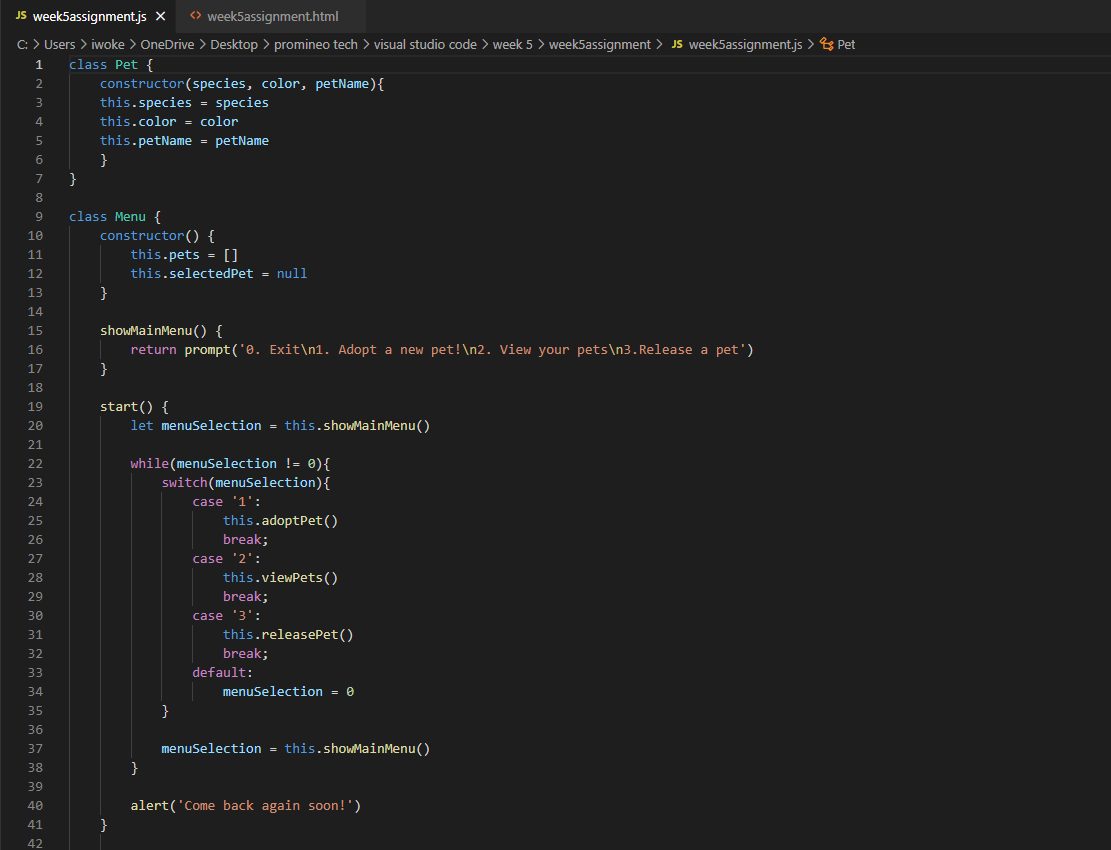 JS week5assignment.js × <> week5assignment.html
C: > Users > iwoke > OneDrive > Desktop > promineo tech > visual studio code > week 5 > week5assignment > JS week5assignment.js > Pet
1 class Pet {
2     constructor(species, color, petName){
3     this.species = species
4     this.color = color
5     this.petName = petName
6     }
7 }
8
9 class Menu {
10     constructor() {
11         this.pets = []
12         this.selectedPet = null
13     }
14
15     showMainMenu() {
16         return prompt('0. Exit\n1. Adopt a new pet!\n2. View your pets\n3.Release a pet')
17     }
18
19     start() {
20         let menuSelection = this.showMainMenu()
21
22         while(menuSelection != 0){
23             switch(menuSelection){
24                 case '1':
25                     this.adoptPet()
26                     break;
27                 case '2':
28                     this.viewPets()
29                     break;
30                 case '3':
31                     this.releasePet()
32                     break;
33                 default:
34                     menuSelection = 0
35             }
36
37             menuSelection = this.showMainMenu()
38         }
39
40         alert('Come back again soon!')
41     }
42